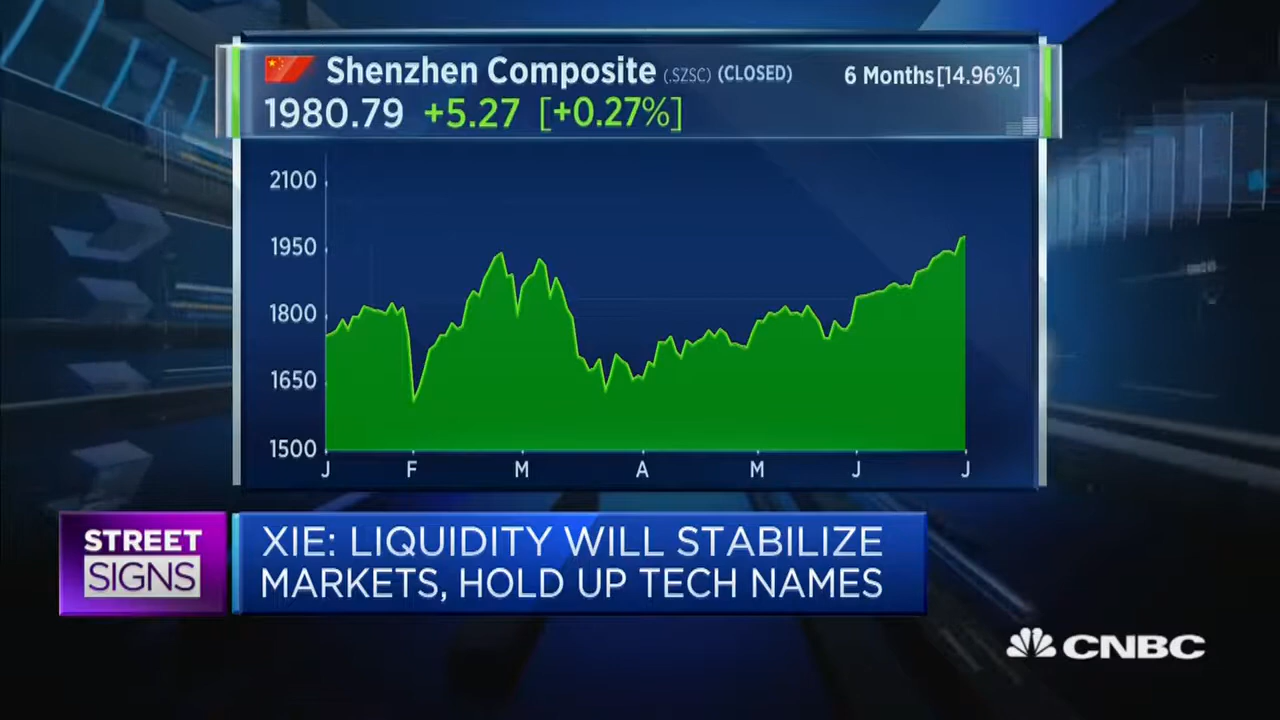 Shenzhen Composite (.SZSC) (CLOSED) 6 Months[14.96%]
1980.79 +5.27 [+0.27%]
2100
1950
1800
1650
1500
J F M A M J J
STREET
SIGNS
XIE: LIQUIDITY WILL STABILIZE
MARKETS, HOLD UP TECH NAMES
CNBC